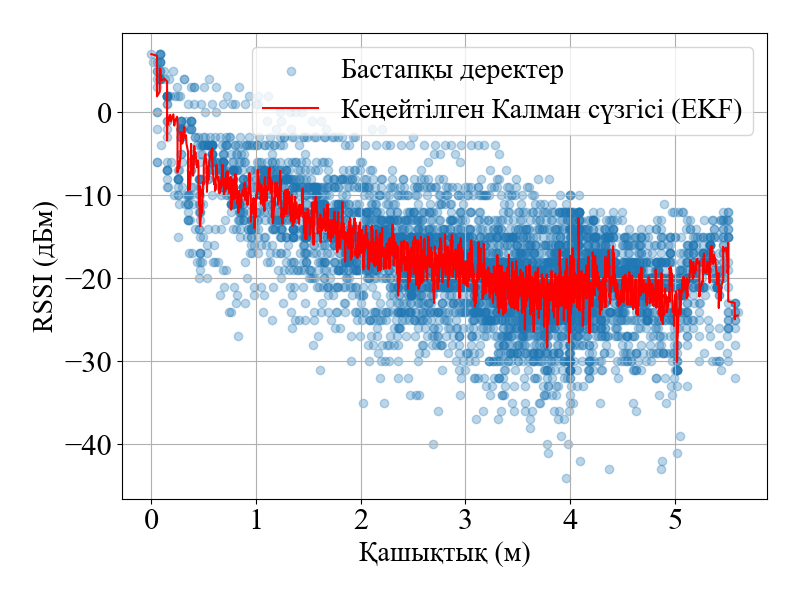 Бастапқы деректер
Кеңейтілген Калман сүзгісі (EKF)
0
−10
−20
−30
−40
RSSI (дБм)
0 1 2 3 4 5
Қашықтық (м)